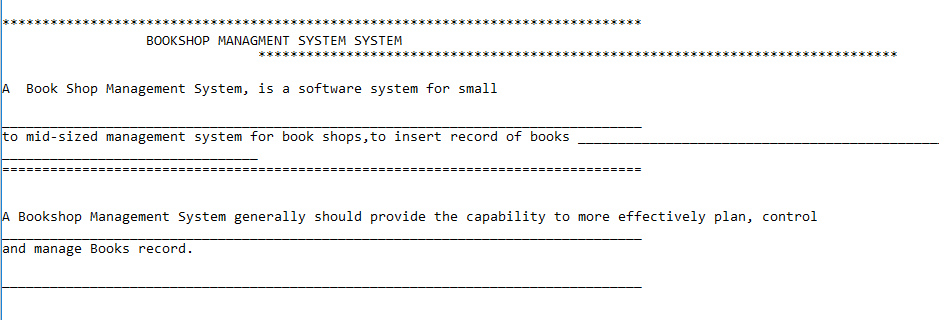 ********************************************************************************
BOOKSHOP MANAGMENT SYSTEM SYSTEM
********************************************************************************
A  Book Shop Management System, is a software system for small
________________________________________________________________________________
to mid-sized management system for book shops,to insert record of books _____________________________________________
________________________________
================================================================================
A Bookshop Management System generally should provide the capability to more effectively plan, control
________________________________________________________________________________
and manage Books record.
________________________________________________________________________________